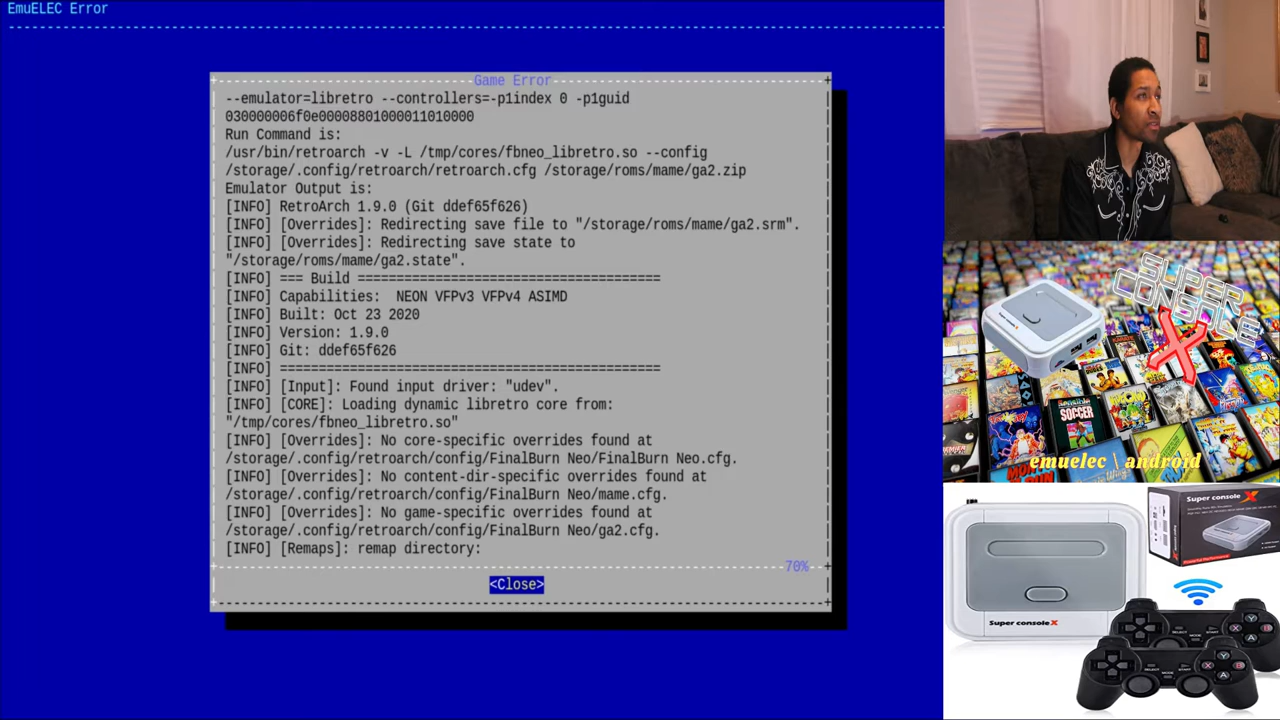 EmuELEC Error
Game Error
--emulator=libretro --controllers=-p1index 0 -p1guid
030000006f0e00008801000011010000
Run Command is:
/usr/bin/retroarch -v -L /tmp/cores/fbneo_libretro.so --config
/storage/.config/retroarch/retroarch.cfg /storage/roms/mame/ga2.zip
Emulator Output is:
[INFO] RetroArch 1.9.0 (Git ddef65f626)
[INFO] [Overrides]: Redirecting save file to "/storage/roms/mame/ga2.srm".
[INFO] [Overrides]: Redirecting save state to
"/storage/roms/mame/ga2.state".
[INFO] === Build =======================================
[INFO] Capabilities:  NEON VFPv3 VFPv4 ASIMD
[INFO] Built: Oct 23 2020
[INFO] Version: 1.9.0
[INFO] Git: ddef65f626
[INFO] =================================================
[INFO] [Input]: Found input driver: "udev".
[INFO] [CORE]: Loading dynamic libretro core from:
"/tmp/cores/fbneo_libretro.so"
[INFO] [Overrides]: No core-specific overrides found at
/storage/.config/retroarch/config/FinalBurn Neo/FinalBurn Neo.cfg.
[INFO] [Overrides]: No content-dir-specific overrides found at
/storage/.config/retroarch/config/FinalBurn Neo/mame.cfg.
[INFO] [Overrides]: No game-specific overrides found at
/storage/.config/retroarch/config/FinalBurn Neo/ga2.cfg.
[INFO] [Remaps]: remap directory:
70%
<Close>
SUPER
CONSOLE
X
SENSIBLE
SOCCER
emuelec android
Super console X
Super console X
SELECT
MODE
START
Y
X
B
A
SELECT
MODE
START
Y
X
B
A